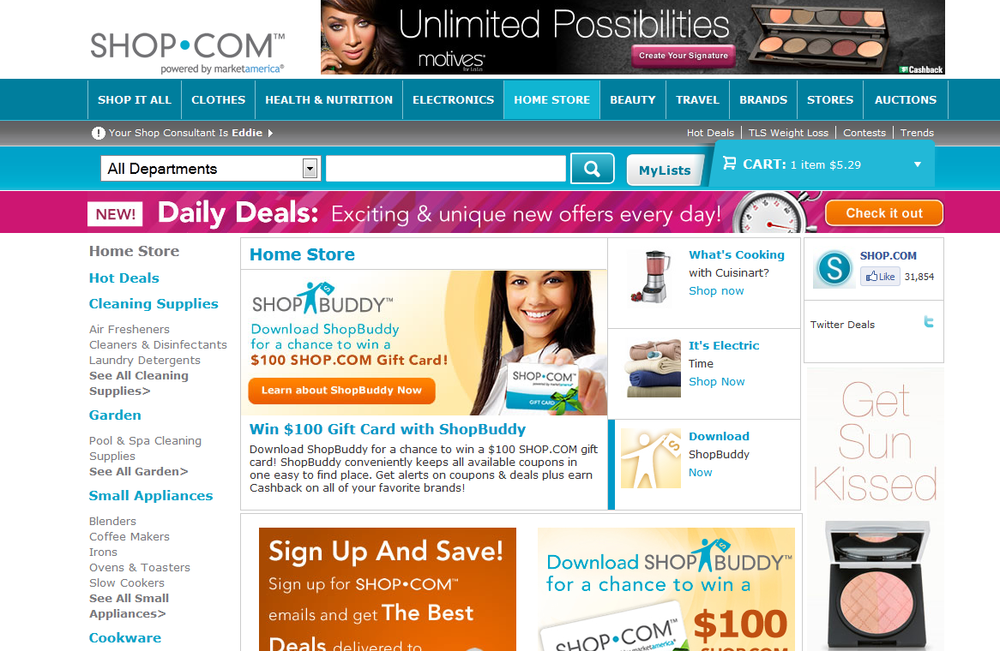 SHOP•COM™
powered by marketamerica®
Unlimited Possibilities
motives®
for La La
Create Your Signature
$ Cashback
SHOP IT ALL
CLOTHES
HEALTH & NUTRITION
ELECTRONICS
HOME STORE
BEAUTY
TRAVEL
BRANDS
STORES
AUCTIONS
! Your Shop Consultant Is Eddie
Hot Deals
TLS Weight Loss
Contests
Trends
All Departments
MyLists
CART: 1 item $5.29
NEW! Daily Deals: Exciting & unique new offers every day!
Check it out
Home Store
Hot Deals
Cleaning Supplies
Air Fresheners
Cleaners & Disinfectants
Laundry Detergents
See All Cleaning
Supplies>
Garden
Pool & Spa Cleaning
Supplies
See All Garden>
Small Appliances
Blenders
Coffee Makers
Irons
Ovens & Toasters
Slow Cookers
See All Small
Appliances>
Cookware
Home Store
SHOP $ BUDDY™
Download ShopBuddy
for a chance to win a
$100 SHOP.COM Gift Card!
Learn about ShopBuddy Now
SHOP•COM™
powered by marketamerica®
GIFT CARD
Win $100 Gift Card with ShopBuddy
Download ShopBuddy for a chance to win a $100 SHOP.COM gift
card! ShopBuddy conveniently keeps all available coupons in
one easy to find place. Get alerts on coupons & deals plus earn
Cashback on all of your favorite brands!
What's Cooking
with Cuisinart?
Shop now
It's Electric
Time
Shop Now
$
Download
ShopBuddy
Now
S
SHOP.COM
Like 31,854
Twitter Deals
t
Get
Sun
Kissed
Sign Up And Save!
Sign up for SHOP•COM™
emails and get The Best
Deals delivered to
Download SHOP $ BUDDY™
for a chance to win a
$100
SHOP.COM
SHOP•COM™
powered by marketamerica®